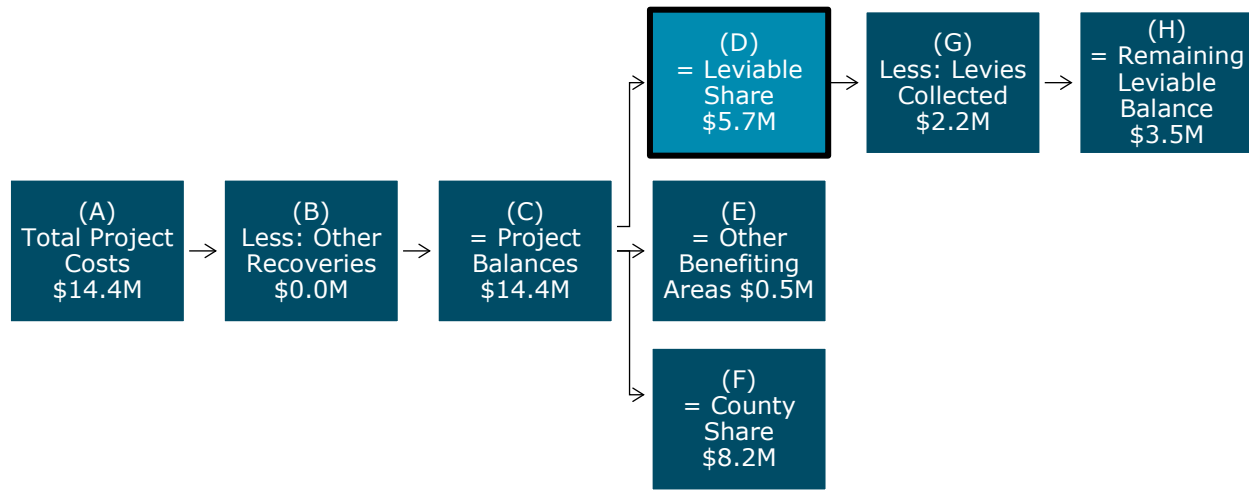 (A)
Total Project
Costs
$14.4M
(B)
Less: Other
Recoveries
$0.0M
(C)
= Project
Balances
$14.4M
(D)
= Leviable
Share
$5.7M
(E)
= Other
Benefiting
Areas $0.5M
(F)
= County
Share
$8.2M
(G)
Less: Levies
Collected
$2.2M
(H)
= Remaining
Leviable
Balance
$3.5M